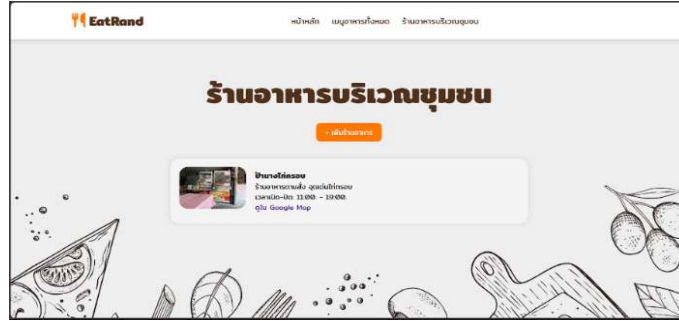 EatRand
หน้าหลัก เมนูอาหารทั้งหมด ร้านอาหารบริเวณชุมชน
ร้านอาหารบริเวณชุมชน
+ เพิ่มร้านอาหาร
ป้านางไก่กรอบ
ร้านอาหารตามสั่ง จุดเด่นไก่กรอบ
เวลาเปิด-ปิด: 11:00. - 19:00.
ดูใน Google Map